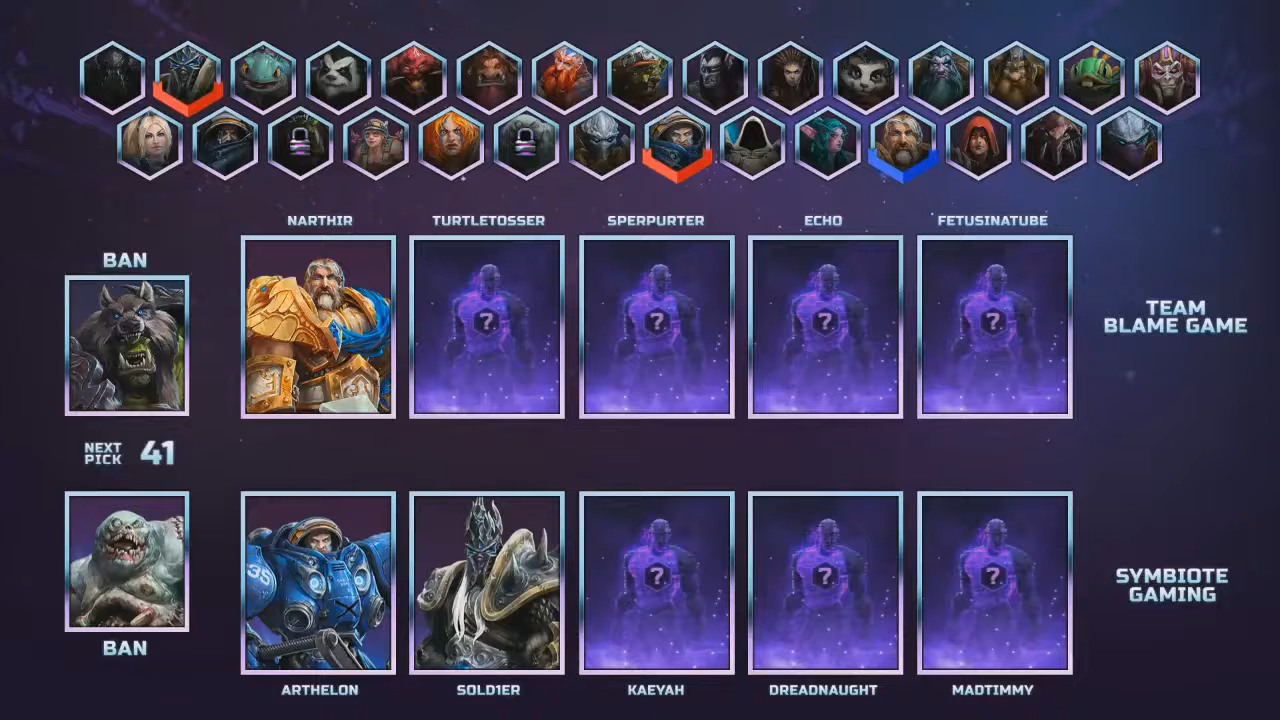 NARTHIR
TURTLETOSSER
SPERPURTER
ECHO
FETUSINATUBE
BAN
TEAM
BLAME GAME
?
?
?
?
NEXT
PICK
41
35
?
?
?
SYMBIOTE
GAMING
BAN
ARTHELON
SOLD1ER
KAEYAH
DREADNAUGHT
MADTIMMY